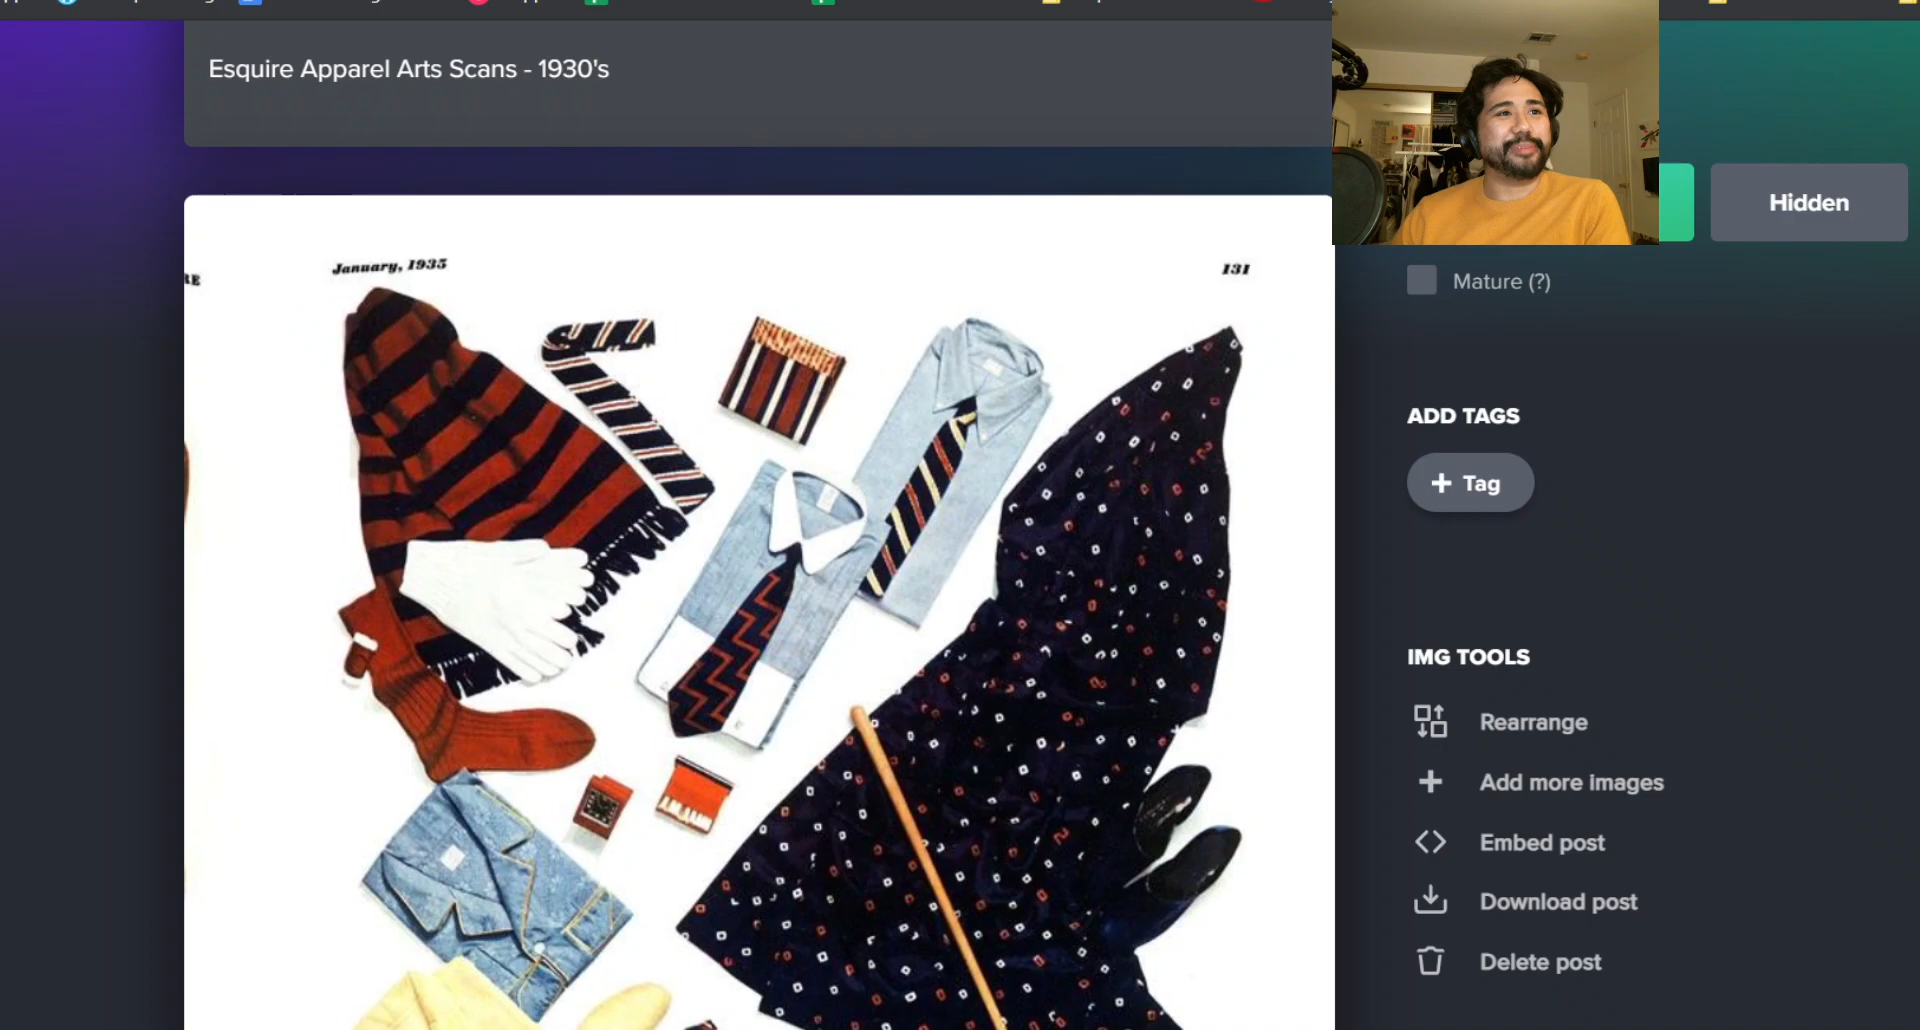 Esquire Apparel Arts Scans - 1930's
Hidden
Mature (?)
January, 1935
131
ADD TAGS
+ Tag
IMG TOOLS
Rearrange
Add more images
Embed post
Download post
Delete post